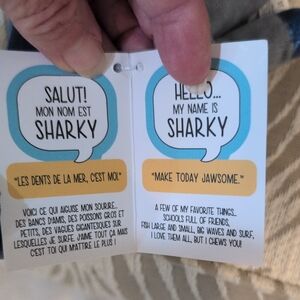 SALUT!
MON NOM EST
SHARKY
"LES DENTS DE LA MER, C'EST MOI."
VOICI CE QUI AIGUISE MON SOURIRE...
DES BANCS D'AMIS, DES POISSONS GROS ET
PETITS, DES VAGUES GIGANTESQUES SUR
LESQUELLES JE SURFE. J'AIME TOUT ÇA MAIS
C'EST TOI QUI M'ATTIRE LE PLUS !
HELLO...
MY NAME IS
SHARKY
"MAKE TODAY JAWSOME."
A FEW OF MY FAVORITE THINGS...
SCHOOLS FULL OF FRIENDS,
FISH LARGE AND SMALL, BIG WAVES AND SURF,
I LOVE THEM ALL, BUT I CHEWS YOU!